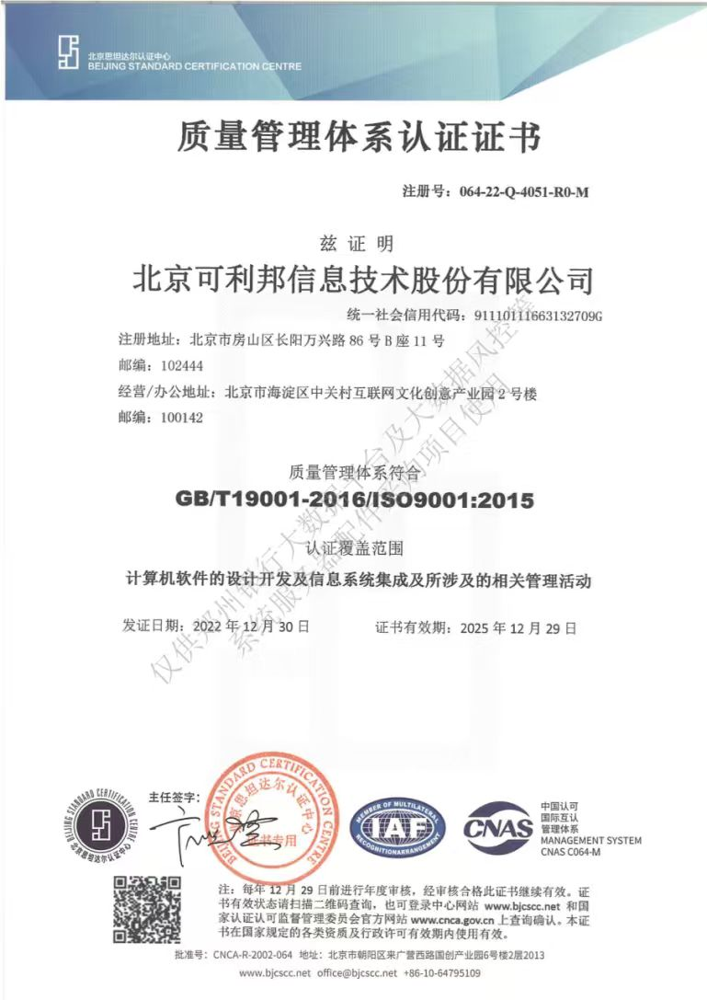 北京思坦达尔认证中心
BEIJING STANDARD CERTIFICATION CENTRE
质量管理体系认证证书
注册号：064-22-Q-4051-R0-M
兹证明
北京可利邦信息技术股份有限公司
统一社会信用代码：91110111663132709G
注册地址：北京市房山区长阳万兴路 86 号 B 座 11 号
邮编：102444
经营/办公地址：北京市海淀区中关村互联网文化创意产业园 2 号楼
邮编：100142
质量管理体系符合
GB/T19001-2016/ISO9001:2015
认证覆盖范围
计算机软件的设计开发及信息系统集成及所涉及的相关管理活动
发证日期：2022 年 12 月 30 日 证书有效期：2025 年 12 月 29 日
仅供郑州银行大数据平台及大数据风控等
系统服务器配件采购项目使用
主任签字：
BEIJING STANDARD CERTIFICATION CENTRE
北京思坦达尔认证中心
证书专用
BEIJING STANDARD CERTIFICATION CENTRE
北京思坦达尔认证中心
MEMBER OF MULTILATERAL
IAF
RECOGNITIONARRANGEMENT
CNAS
中国认可
国际互认
管理体系
MANAGEMENT SYSTEM
CNAS C064-M
注：每年 12 月 29 日前进行年度审核，经审核合格此证书继续有效。证
书有效状态请扫描二维码查询，也可登录中心网站 www.bjcscc.net 和国
家认证认可监督管理委员会官方网站 www.cnca.gov.cn 上查询确认。本证
书在国家规定的各类资质及行政许可有效期内使用有效。
批准号：CNCA-R-2002-064 地址：北京市朝阳区来广营西路国创产业园6号楼2层2013
www.bjcscc.net office@bjcscc.net +86-10-64795109